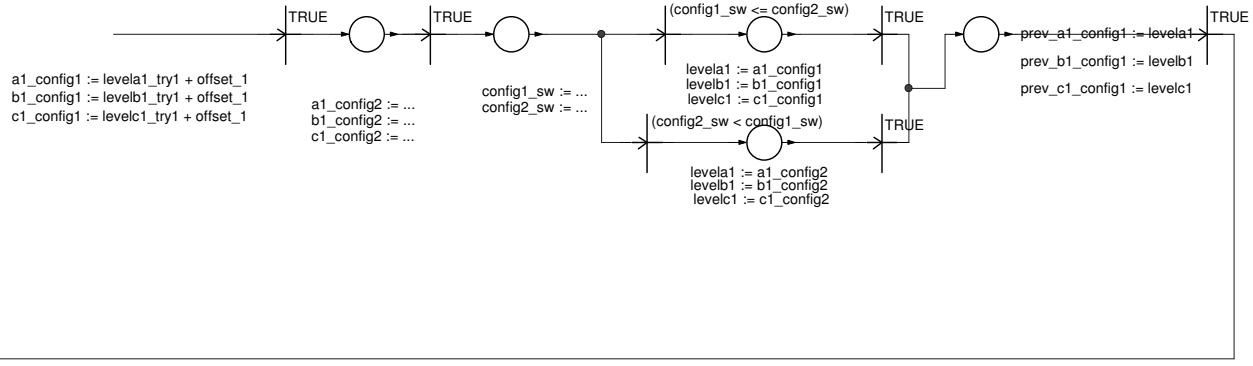 TRUE
TRUE
(config1_sw <= config2_sw)
TRUE
TRUE
prev_a1_config1 := levela1
prev_b1_config1 := levelb1
prev_c1_config1 := levelc1
a1_config1 := levela1_try1 + offset_1
b1_config1 := levelb1_try1 + offset_1
c1_config1 := levelc1_try1 + offset_1
a1_config2 := ...
b1_config2 := ...
c1_config2 := ...
config1_sw := ...
config2_sw := ...
levela1 := a1_config1
levelb1 := b1_config1
levelc1 := c1_config1
(config2_sw < config1_sw)
TRUE
levela1 := a1_config2
levelb1 := b1_config2
levelc1 := c1_config2